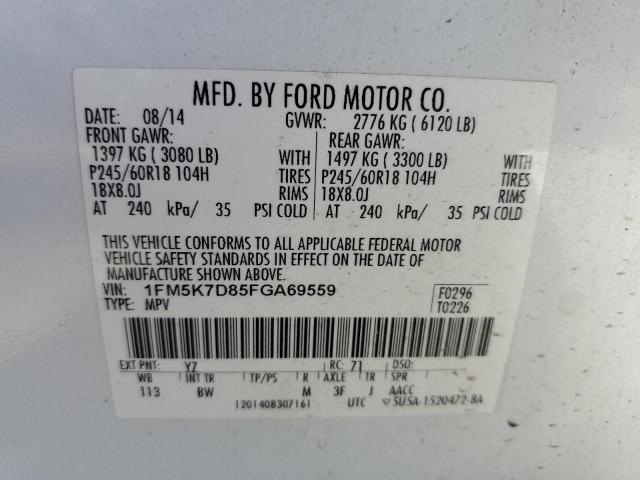 MFD. BY FORD MOTOR CO.
DATE: 08/14 GVWR: 2776 KG ( 6120 LB)
FRONT GAWR: REAR GAWR:
1397 KG ( 3080 LB) WITH 1497 KG ( 3300 LB) WITH
P245/60R18 104H TIRES P245/60R18 104H TIRES
18X8.0J RIMS 18X8.0J RIMS
AT 240 kPa/ 35 PSI COLD AT 240 kPa/ 35 PSI COLD
THIS VEHICLE CONFORMS TO ALL APPLICABLE FEDERAL MOTOR
VEHICLE SAFETY STANDARDS IN EFFECT ON THE DATE OF
MANUFACTURE SHOWN ABOVE.
VIN: 1FM5K7D85FGA69559 F0296
TYPE: MPV T0226
EXT PNT: YZ RC: 71 DSO:
WB INT TR TP/PS R AXLE TR SPR
113 BW M 3F J AACC
1201408307161 UTC ▽5U5A-1520472-BA